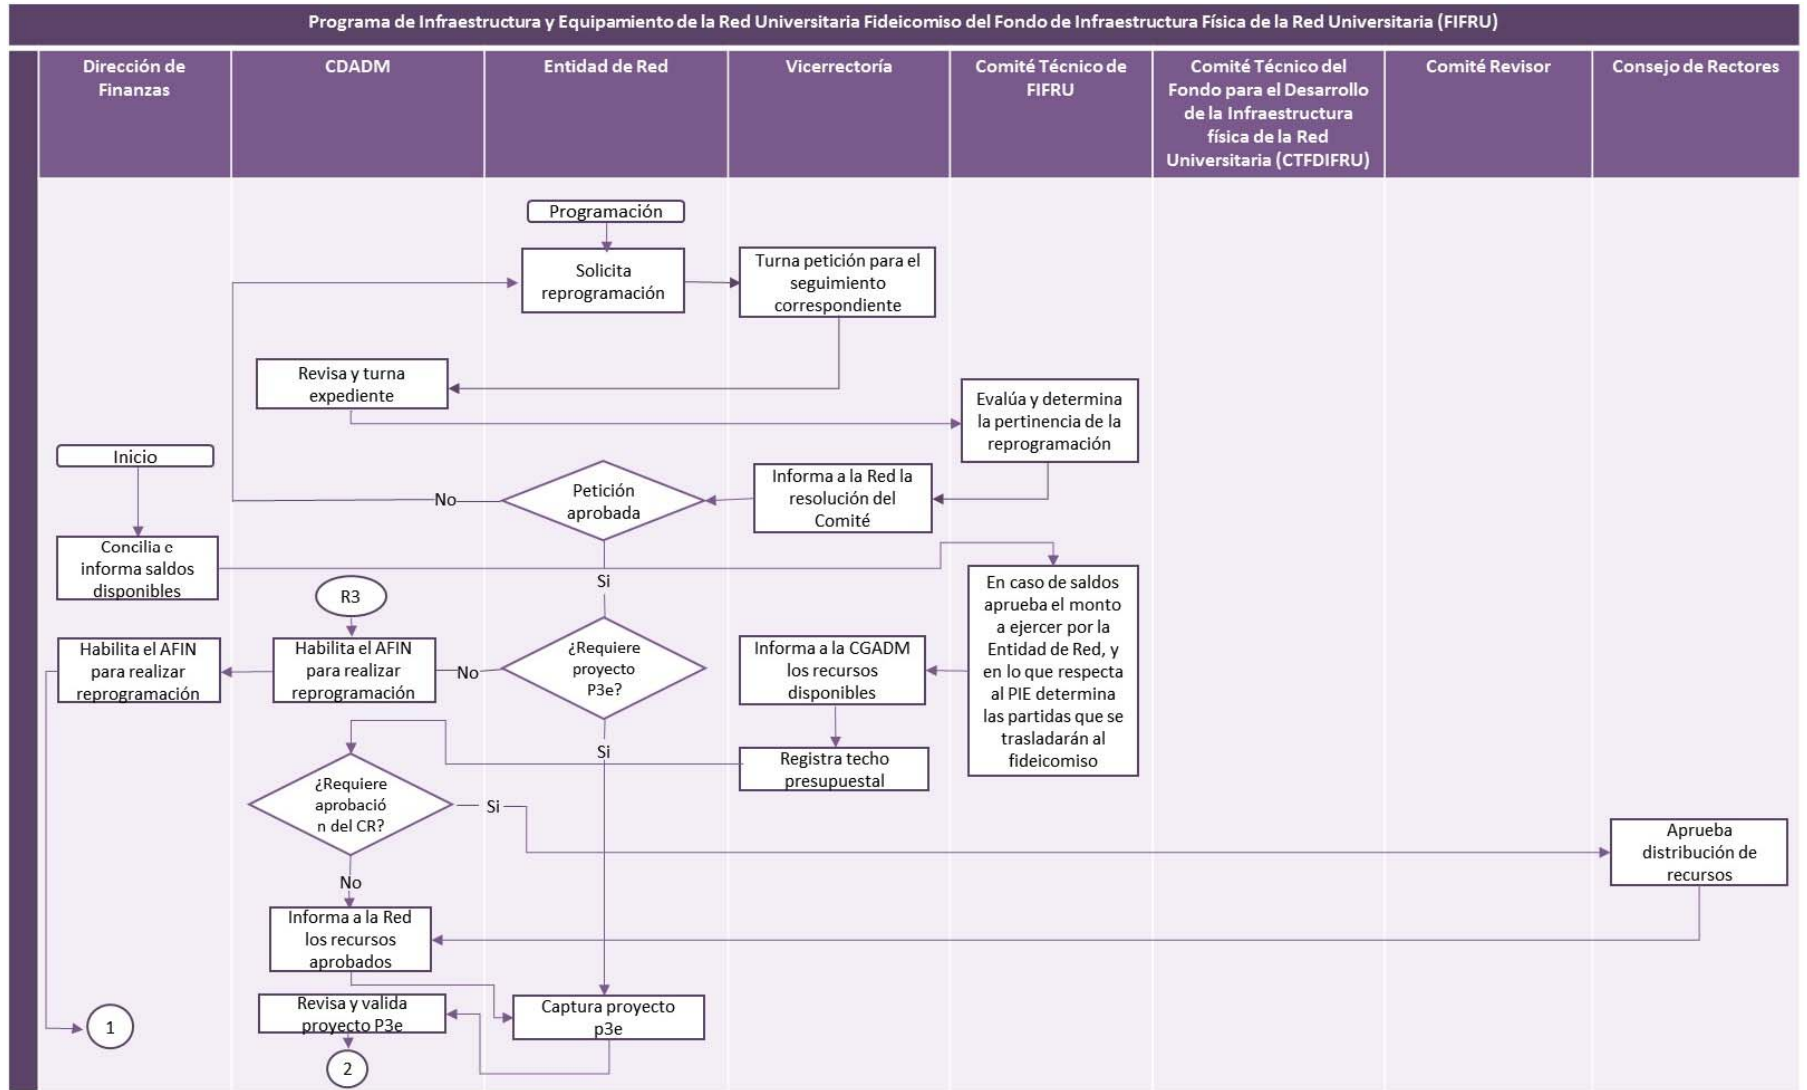 Programa de Infraestructura y Equipamiento de la Red Universitaria Fideicomiso del Fondo de Infraestructura Física de la Red Universitaria (FIFRU)
Dirección de
Finanzas
CDADM
Entidad de Red
Vicerrectoría
Comité Técnico de
FIFRU
Comité Técnico del
Fondo para el Desarrollo
de la Infraestructura
física de la Red
Universitaria (CTFDIFRU)
Comité Revisor
Consejo de Rectores
Programación
Solicita
reprogramación
Turna petición para el
seguimiento
correspondiente
Revisa y turna
expediente
Evalúa y determina
la pertinencia de la
reprogramación
Inicio
Informa a la Red la
resolución del
Comité
Petición
aprobada
No
Si
Concilia e
informa saldos
disponibles
R3
En caso de saldos
aprueba el monto
a ejercer por la
Entidad de Red, y
en lo que respecta
al PIE determina
las partidas que se
trasladarán al
fideicomiso
Habilita el AFIN
para realizar
reprogramación
Habilita el AFIN
para realizar
reprogramación
No
¿Requiere
proyecto
P3e?
Si
Informa a la CGADM
los recursos
disponibles
Registra techo
presupuestal
¿Requiere
aprobació
n del CR?
Si
No
Aprueba
distribución de
recursos
Informa a la Red
los recursos
aprobados
Revisa y valida
proyecto P3e
Captura proyecto
p3e
1
2